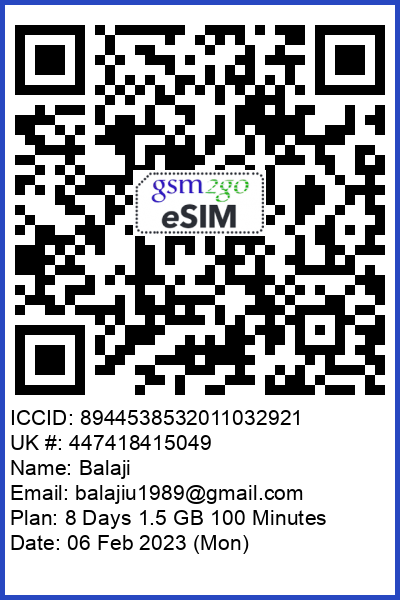 gsm2go
eSIM
ICCID: 8944538532011032921
UK #: 447418415049
Name: Balaji
Email: balajiu1989@gmail.com
Plan: 8 Days 1.5 GB 100 Minutes
Date: 06 Feb 2023 (Mon)